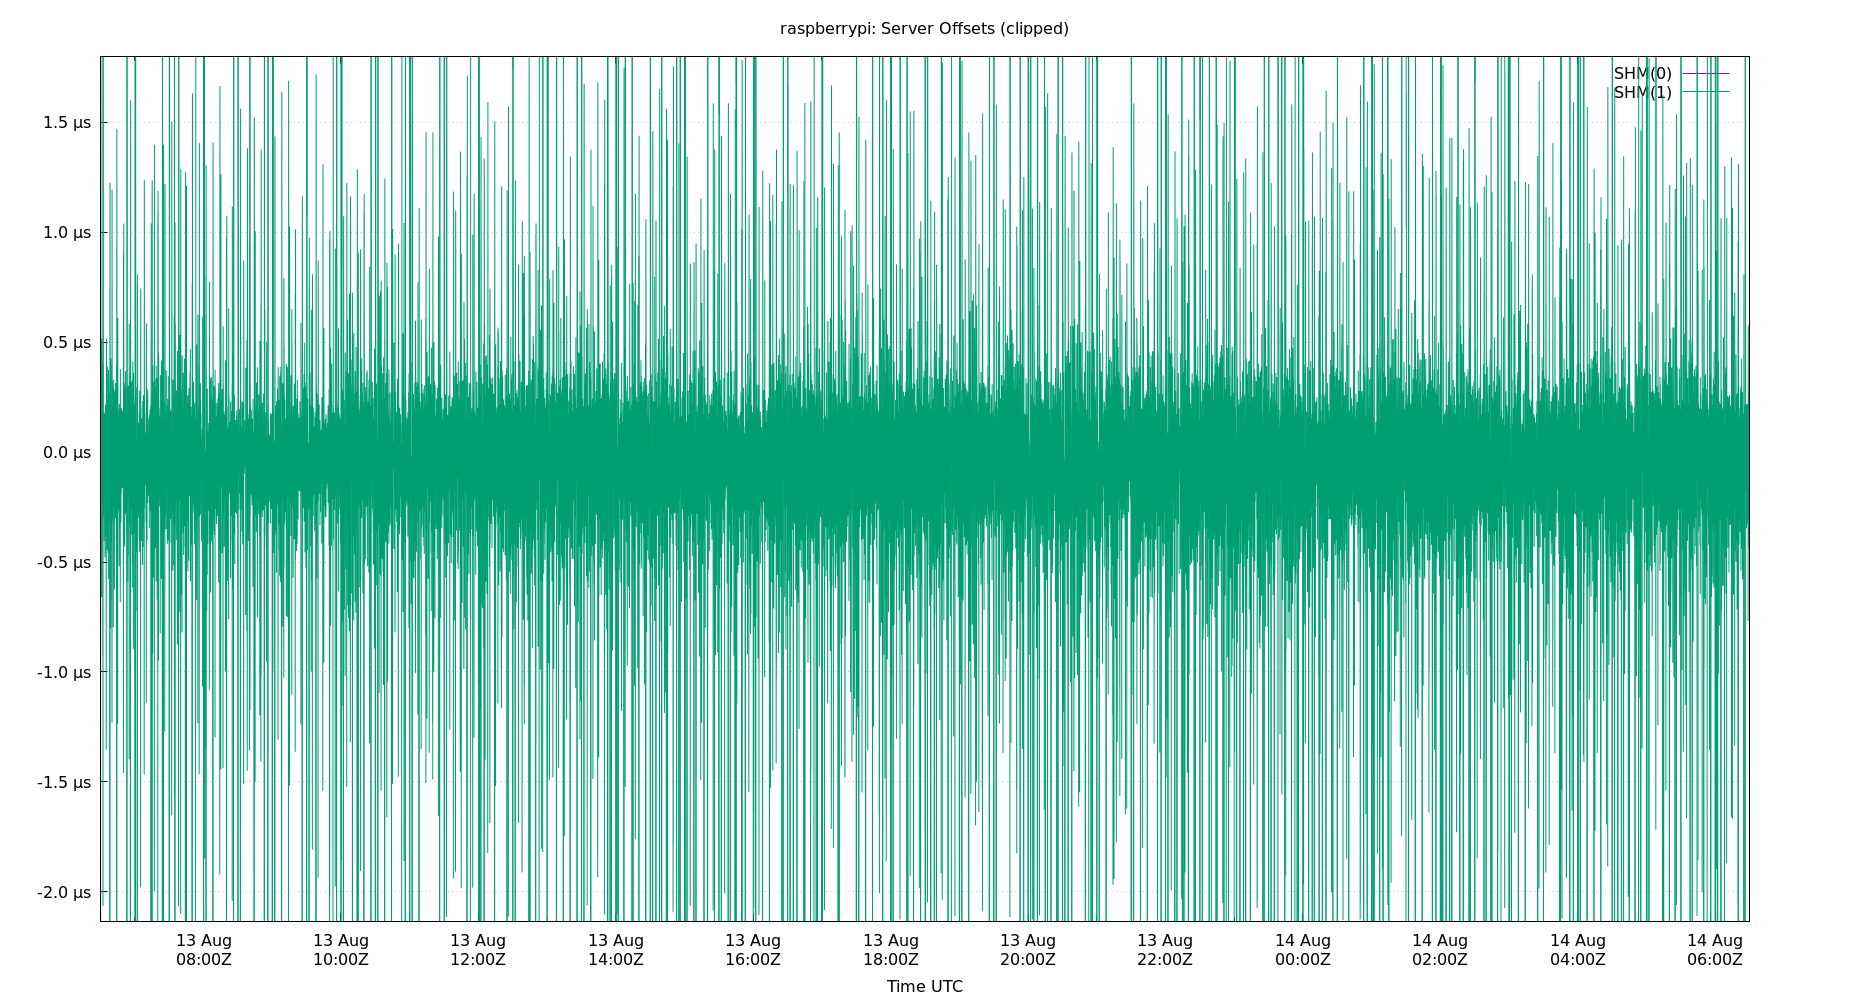 raspberrypi: Server Offsets (clipped)
SHM(0)
SHM(1)
1.5 µs
1.0 µs
0.5 µs
0.0 µs
-0.5 µs
-1.0 µs
-1.5 µs
-2.0 µs
13 Aug 13 Aug 13 Aug 13 Aug 13 Aug 13 Aug 13 Aug 13 Aug 14 Aug 14 Aug 14 Aug 14 Aug
08:00Z 10:00Z 12:00Z 14:00Z 16:00Z 18:00Z 20:00Z 22:00Z 00:00Z 02:00Z 04:00Z 06:00Z
Time UTC